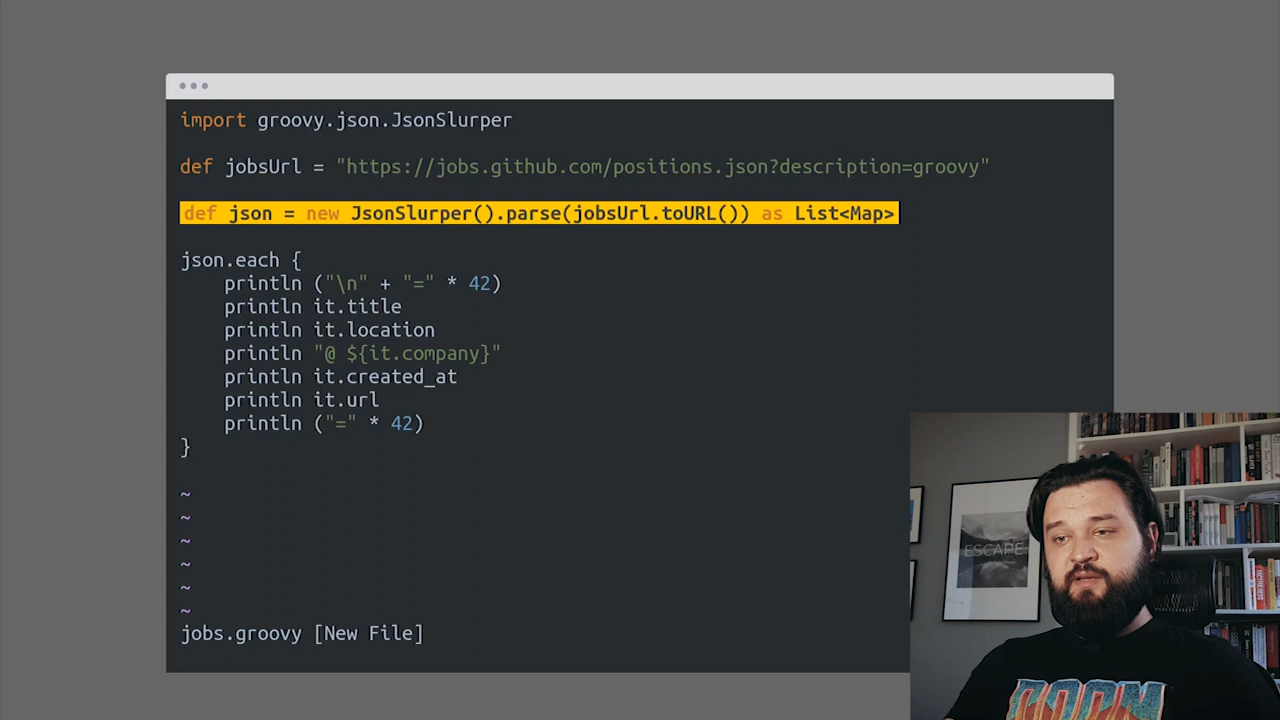 import groovy.json.JsonSlurper
def jobsUrl = "https://jobs.github.com/positions.json?description=groovy"
def json = new JsonSlurper().parse(jobsUrl.toURL()) as List<Map>
json.each {
    println ("\n" + "=" * 42)
    println it.title
    println it.location
    println "@ ${it.company}"
    println it.created_at
    println it.url
    println ("=" * 42)
}
~
~
~
~
~
~
jobs.groovy [New File]
ESCAPE
DOOM